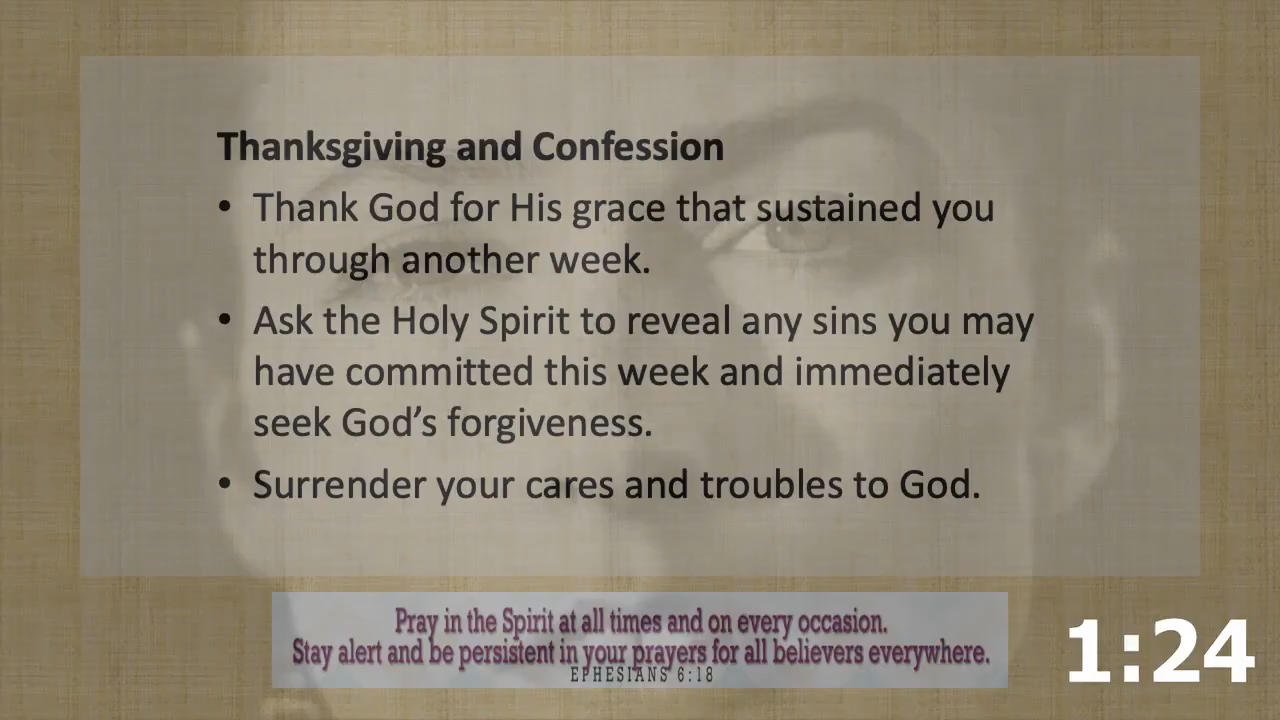 Thanksgiving and Confession
• Thank God for His grace that sustained you
through another week.
• Ask the Holy Spirit to reveal any sins you may
have committed this week and immediately
seek God’s forgiveness.
• Surrender your cares and troubles to God.
Pray in the Spirit at all times and on every occasion.
Stay alert and be persistent in your prayers for all believers everywhere.
EPHESIANS 6:18
1:24